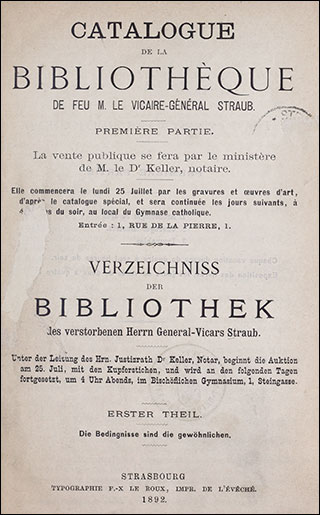 CATALOGUE
DE LA
BIBLIOTHÈQUE
DE FEU M. LE VICAIRE-GÉNÉRAL STRAUB.
PREMIÈRE PARTIE.
La vente publique se fera par le ministère
de M. le Dr Keller, notaire.
Elle commencera le lundi 25 Juillet par les gravures et œuvres d'art,
d'après le catalogue spécial, et sera continuée les jours suivants, à
du soir, au local du Gymnase catholique.
Entrée : 1, RUE DE LA PIERRE, 1.
VERZEICHNISS
DER
BIBLIOTHEK
des verstorbenen Herrn General-Vicars Straub.
Unter der Leitung des Hrn. Justizrath Dr Keller, Notar, beginnt die Auktion
am 25. Juli, mit den Kupferstichen, und wird an den folgenden Tagen
fortgesetzt, um 4 Uhr Abends, im Bischöflichen Gymnasium, 1, Steingasse.
ERSTER THEIL.
Die Bedingnisse sind die gewöhnlichen.
STRASBOURG
TYPOGRAPHIE F.-X LE ROUX, IMPR. DE L'ÉVÊCHÉ.
1892.